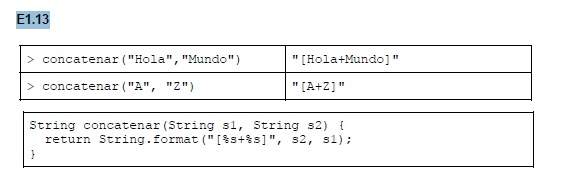 E1.13
> concatenar("Hola","Mundo") "[Hola+Mundo]"
> concatenar("A", "Z") "[A+Z]"
String concatenar(String s1, String s2) {
  return String.format("[%s+%s]", s2, s1);
}